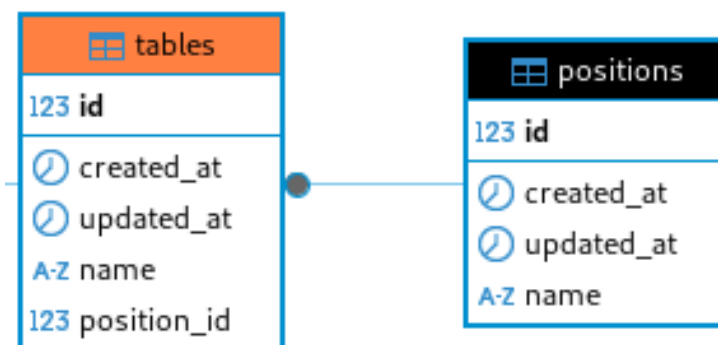 tables
123 id
created_at
updated_at
A-Z name
123 position_id
positions
123 id
created_at
updated_at
A-Z name